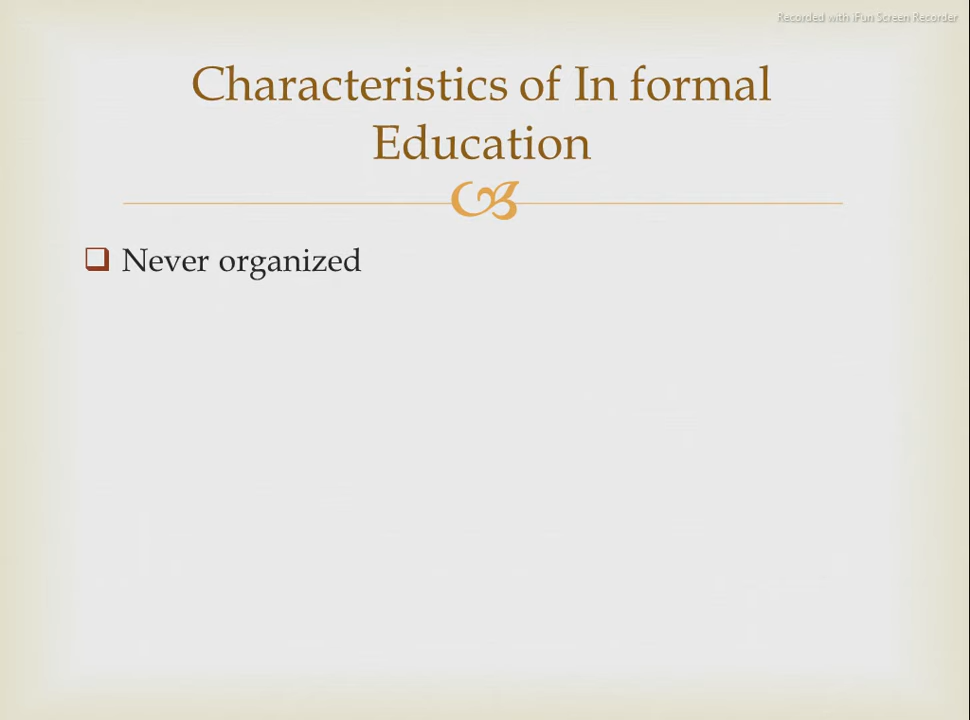 Recorded with iFun Screen Recorder
Characteristics of In formal
Education
Never organized